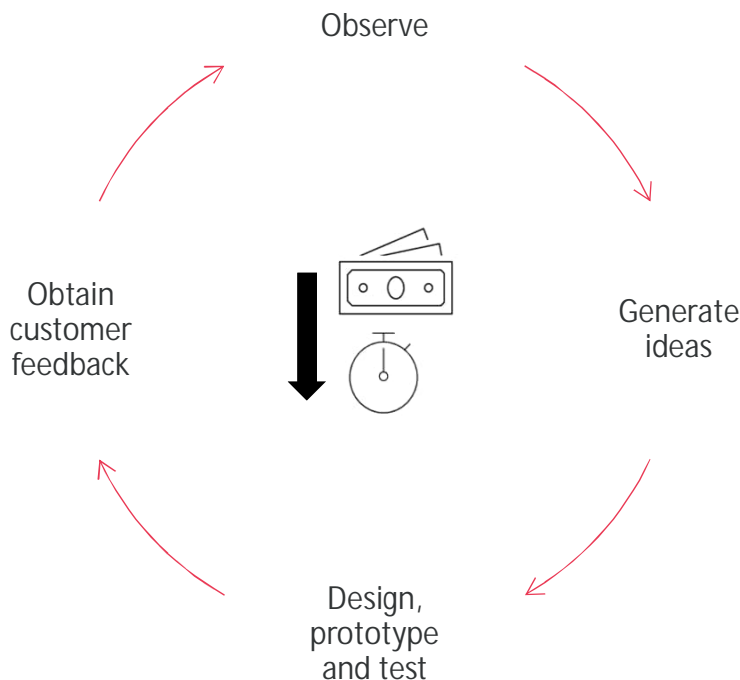 Observe
Generate
ideas
Design,
prototype
and test
Obtain
customer
feedback